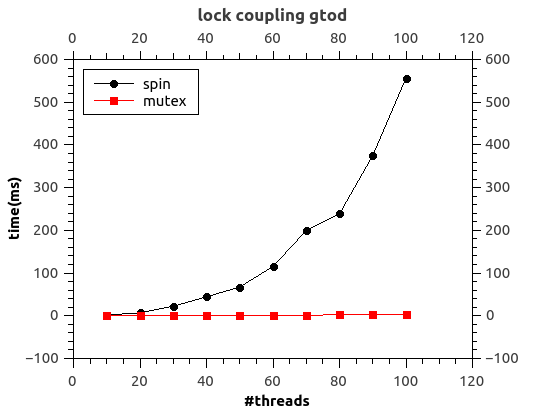 lock coupling gtod
0 20 40 60 80 100 120
600 600
spin
mutex
500 500
400 400
300 300
time(ms)
200 200
100 100
0 0
−100 −100
0 20 40 60 80 100 120
#threads